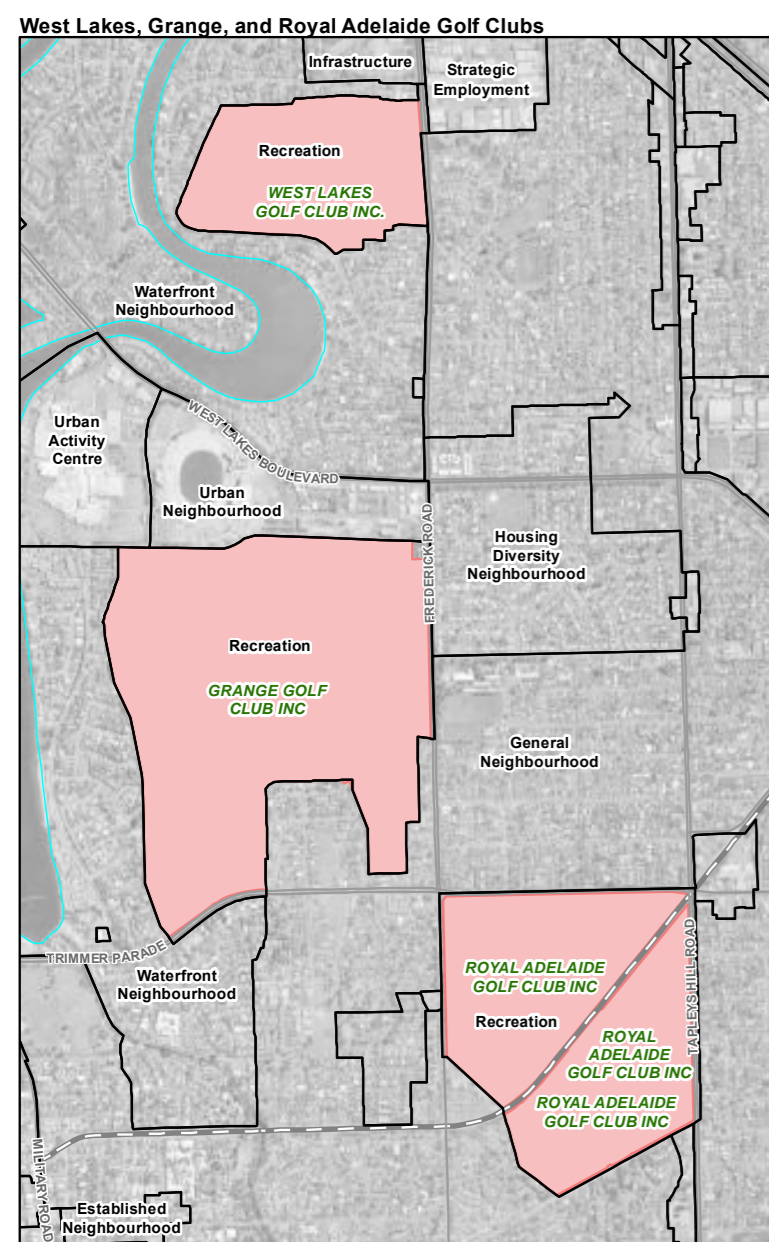 West Lakes, Grange, and Royal Adelaide Golf Clubs
Infrastructure
Strategic
Employment
Recreation
WEST LAKES
GOLF CLUB INC.
Waterfront
Neighbourhood
Urban
Activity
Centre
WEST LAKES BOULEVARD
Urban
Neighbourhood
FREDERICK ROAD
Housing
Diversity
Neighbourhood
Recreation
GRANGE GOLF
CLUB INC
General
Neighbourhood
TRIMMER PARADE
Waterfront
Neighbourhood
ROYAL ADELAIDE
GOLF CLUB INC
Recreation
TAPLEYS HILL ROAD
ROYAL
ADELAIDE
GOLF CLUB INC
ROYAL ADELAIDE
GOLF CLUB INC
MILITARY ROAD
Established
Neighbourhood